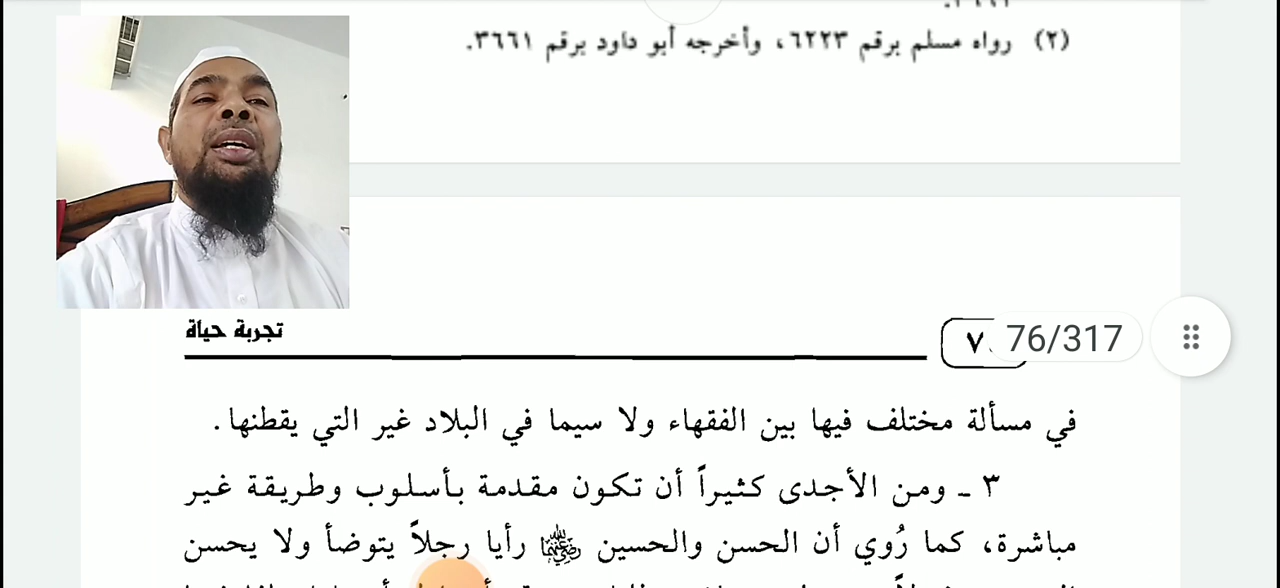 (٢) رواه مسلم برقم ٦٢٢٣، وأخرجه أبو داود برقم ٣٦٦١.
تجربة حياة
76/317
في مسألة مختلف فيها بين الفقهاء ولا سيما في البلاد غير التي يقطنها.
٣ ـ ومن الأجدى كثيراً أن تكون مقدمة بأسلوب وطريقة غير
مباشرة، كما رُوي أن الحسن والحسين رضي الله عنهما رأيا رجلاً يتوضأ ولا يحسن